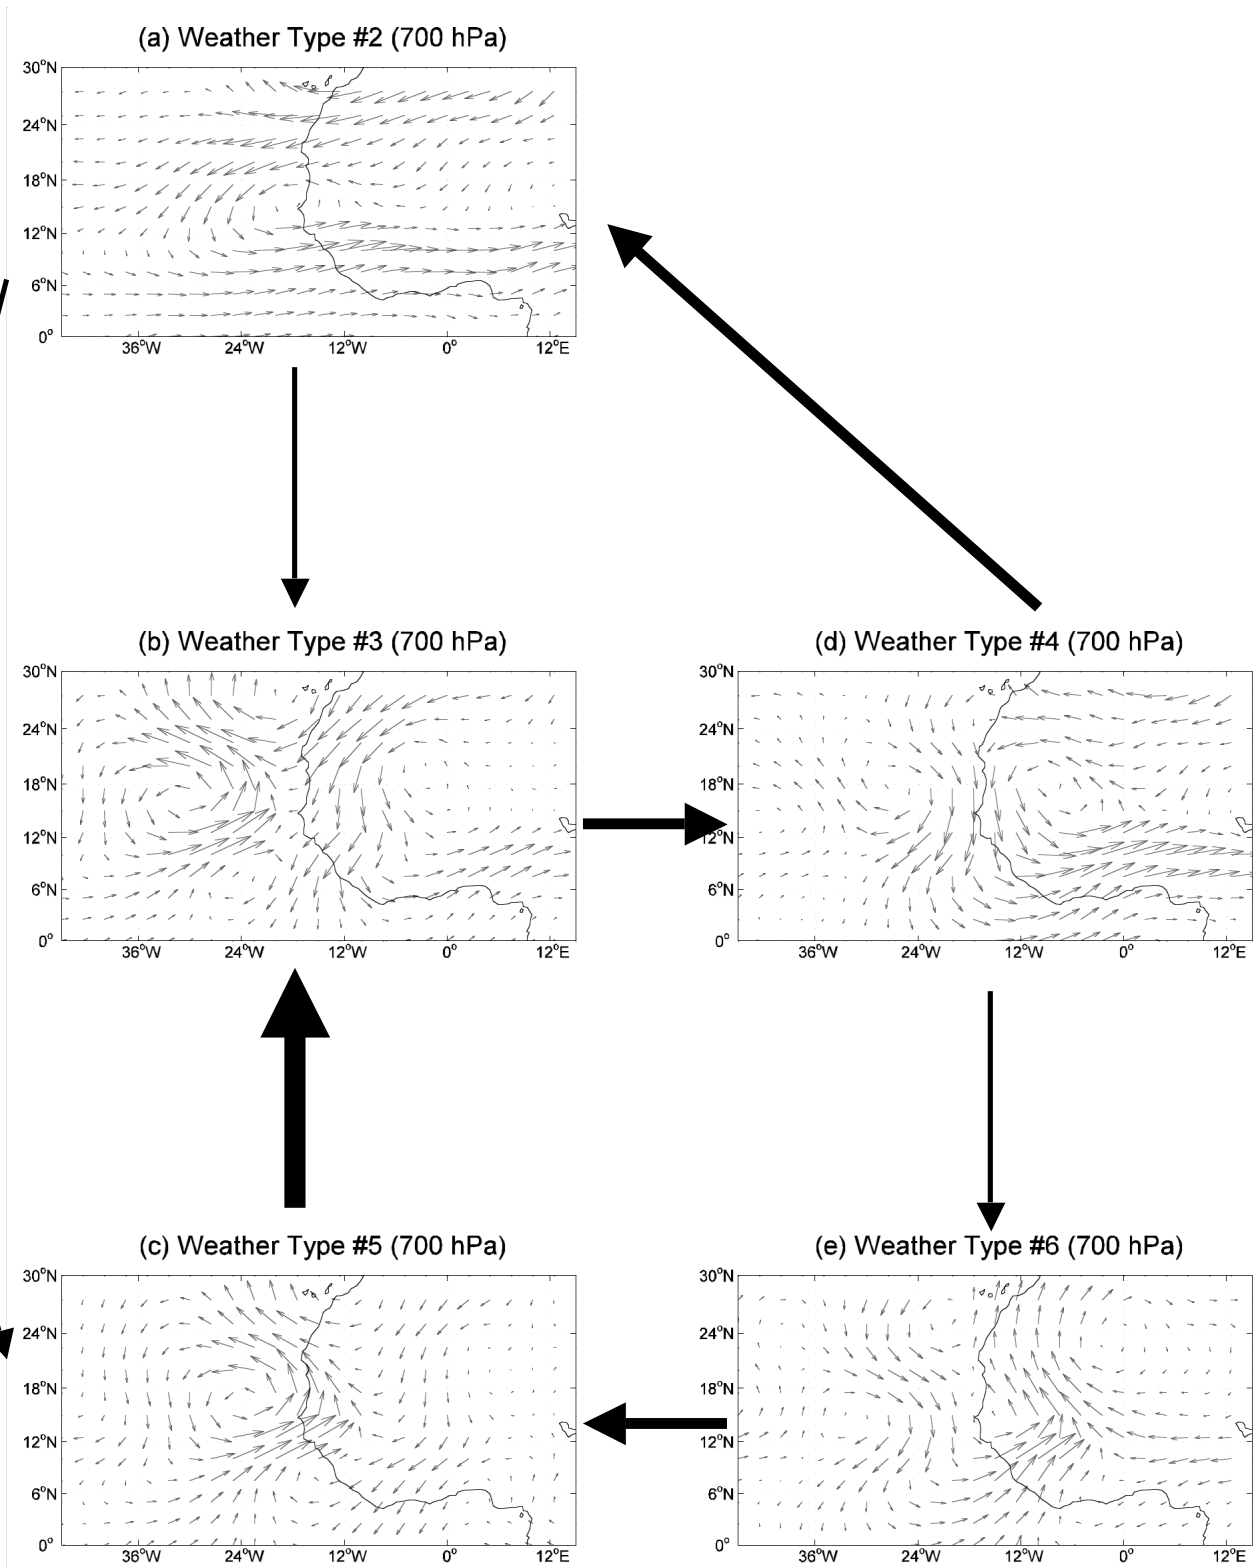 (a) Weather Type #2 (700 hPa)
30°N
24°N
18°N
12°N
6°N
0°
36°W 24°W 12°W 0° 12°E
(b) Weather Type #3 (700 hPa)
30°N
24°N
18°N
12°N
6°N
0°
36°W 24°W 12°W 0° 12°E
(d) Weather Type #4 (700 hPa)
30°N
24°N
18°N
12°N
6°N
0°
36°W 24°W 12°W 0° 12°E
(c) Weather Type #5 (700 hPa)
30°N
24°N
18°N
12°N
6°N
0°
36°W 24°W 12°W 0° 12°E
(e) Weather Type #6 (700 hPa)
30°N
24°N
18°N
12°N
6°N
0°
36°W 24°W 12°W 0° 12°E